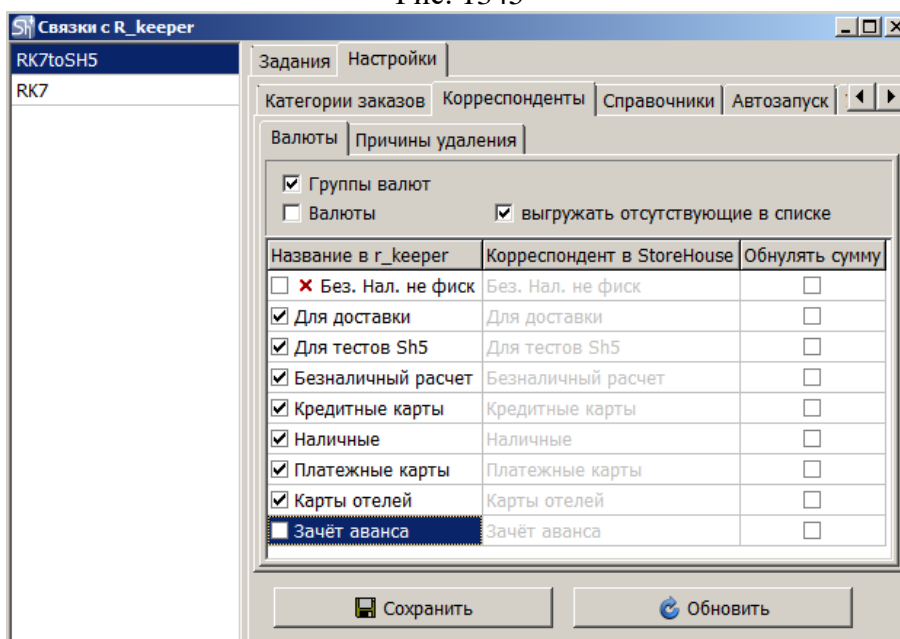 Связки с R_keeper
RK7toSH5
RK7
Задания Настройки
Категории заказов Корреспонденты Справочники Автозапуск
Валюты Причины удаления
Группы валют
Валюты выгружать отсутствующие в списке
Название в r_keeper Корреспондент в StoreHouse Обнулять сумму
Без. Нал. не фиск Без. Нал. не фиск
Для доставки Для доставки
Для тестов Sh5 Для тестов Sh5
Безналичный расчет Безналичный расчет
Кредитные карты Кредитные карты
Наличные Наличные
Платежные карты Платежные карты
Карты отелей Карты отелей
Зачёт аванса Зачёт аванса
Сохранить Обновить